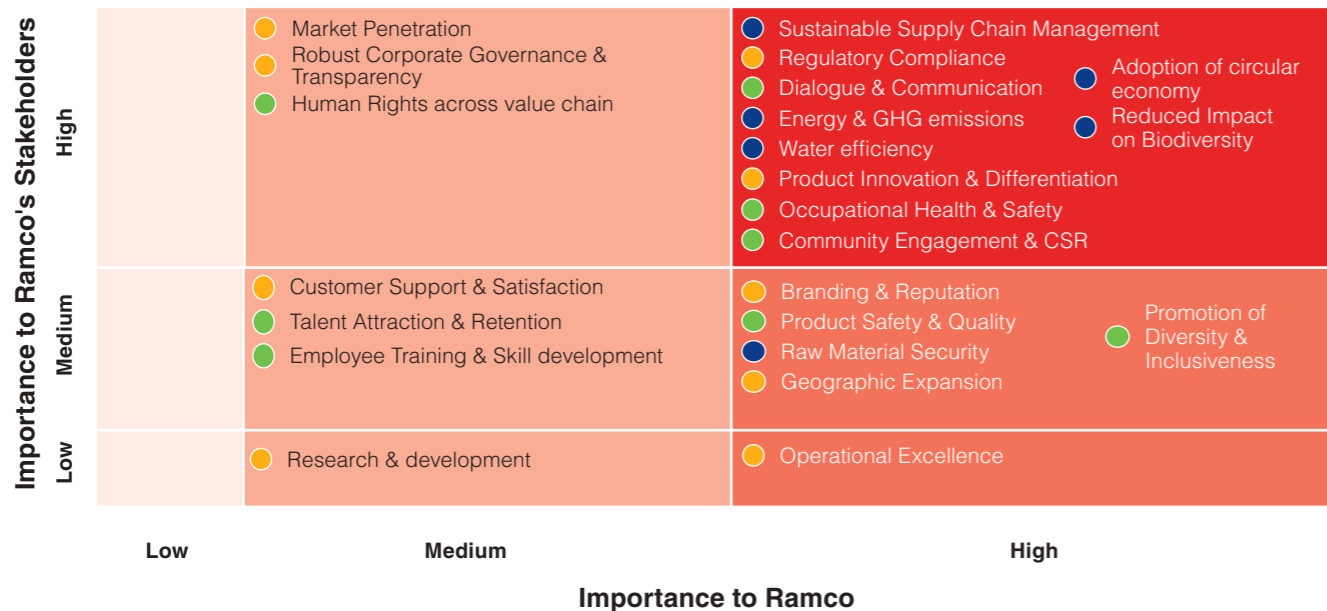 Importance to Ramco's Stakeholders
High
Market Penetration
Robust Corporate Governance &
Transparency
Human Rights across value chain
Sustainable Supply Chain Management
Regulatory Compliance
Dialogue & Communication
Energy & GHG emissions
Water efficiency
Product Innovation & Differentiation
Occupational Health & Safety
Community Engagement & CSR
Adoption of circular
economy
Reduced Impact
on Biodiversity
Medium
Customer Support & Satisfaction
Talent Attraction & Retention
Employee Training & Skill development
Branding & Reputation
Product Safety & Quality
Raw Material Security
Geographic Expansion
Promotion of
Diversity &
Inclusiveness
Low
Research & development
Operational Excellence
Low
Medium
High
Importance to Ramco